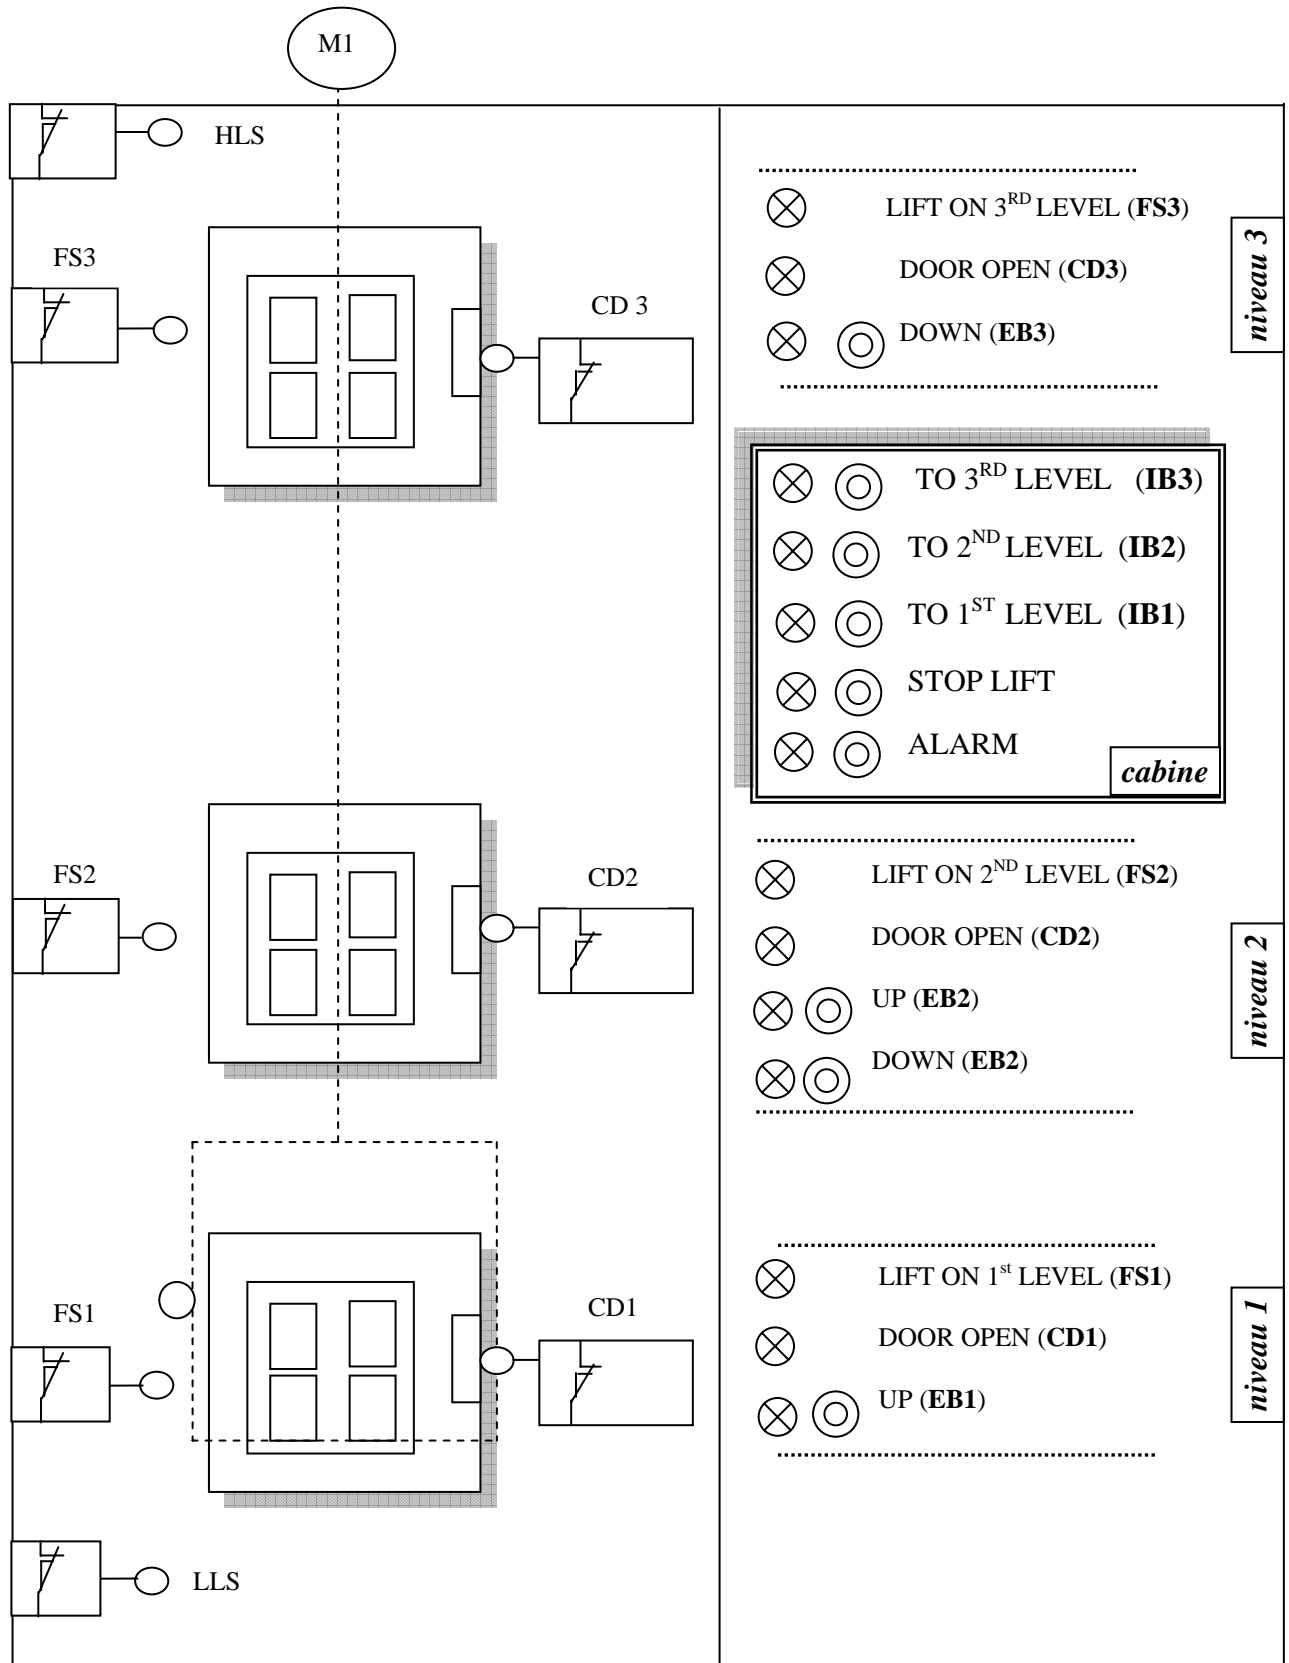 M1
HLS
FS3
CD 3
FS2
CD2
FS1
CD1
LLS
LIFT ON 3RD LEVEL (FS3)
DOOR OPEN (CD3)
DOWN (EB3)
niveau 3
TO 3RD LEVEL (IB3)
TO 2ND LEVEL (IB2)
TO 1ST LEVEL (IB1)
STOP LIFT
ALARM
cabine
LIFT ON 2ND LEVEL (FS2)
DOOR OPEN (CD2)
UP (EB2)
DOWN (EB2)
niveau 2
LIFT ON 1st LEVEL (FS1)
DOOR OPEN (CD1)
UP (EB1)
niveau 1